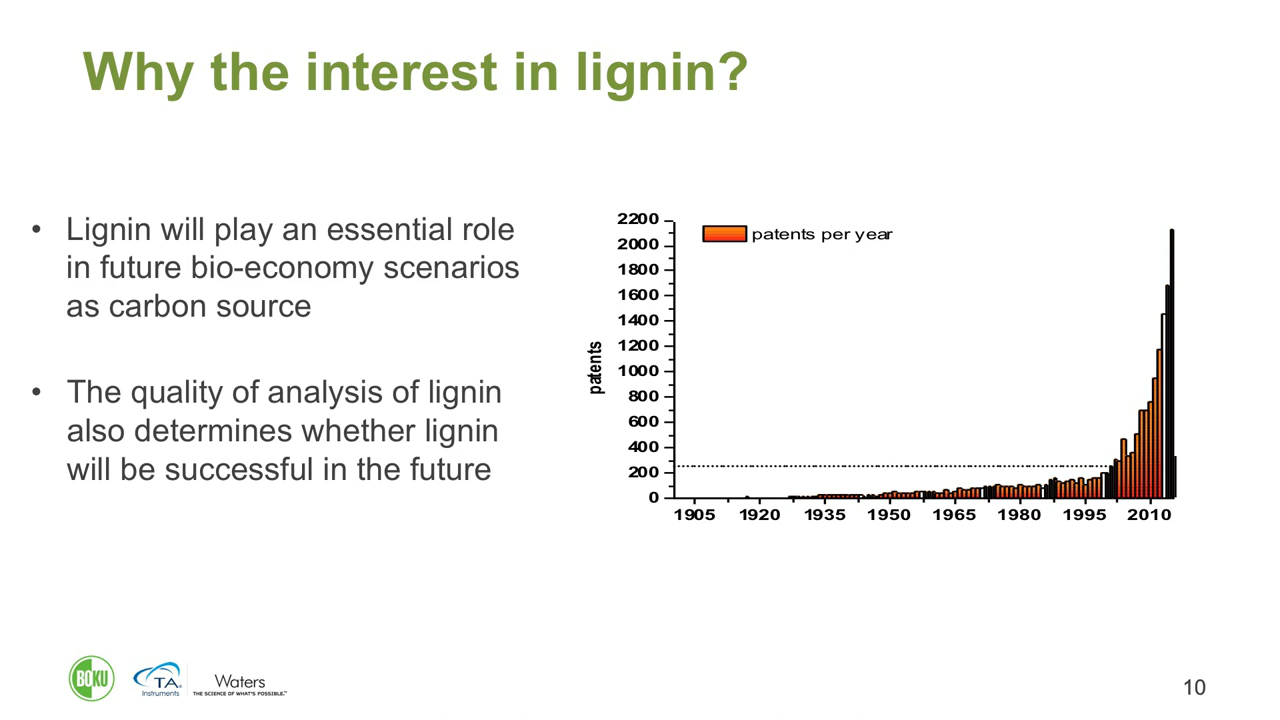 Why the interest in lignin?
• Lignin will play an essential role
in future bio-economy scenarios
as carbon source
• The quality of analysis of lignin
also determines whether lignin
will be successful in the future
patents per year
patents
2200
2000
1800
1600
1400
1200
1000
800
600
400
200
0
1905 1920 1935 1950 1965 1980 1995 2010
BOKU
TA
Instruments
Waters
THE SCIENCE OF WHAT'S POSSIBLE.™
10